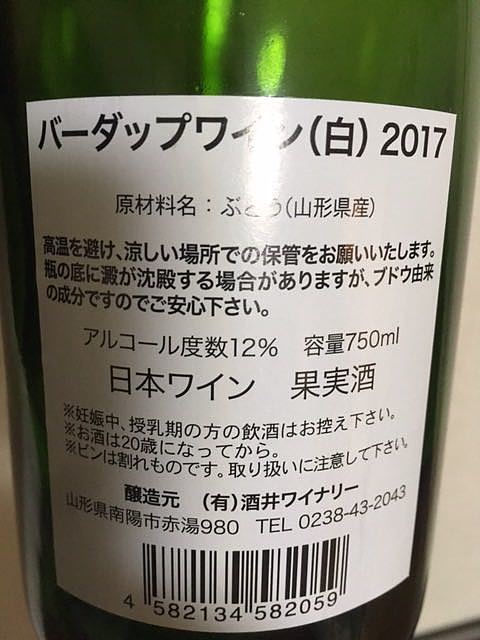 バーダップワイン(白) 2017
原材料名：ぶどう(山形県産)
高温を避け､涼しい場所での保管をお願いいたします。
瓶の底に澱が沈殿する場合がありますが､ブドウ由来
の成分ですのでご安心下さい。
アルコール度数12％　容量750ml
日本ワイン　果実酒
※妊娠中､授乳期の方の飲酒はお控え下さい。
※お酒は20歳になってから。
※ビンは割れものです｡取り扱いに注意して下さい。
醸造元　（有）酒井ワイナリー
山形県南陽市赤湯980　TEL 0238-43-2043
4 582134 582059